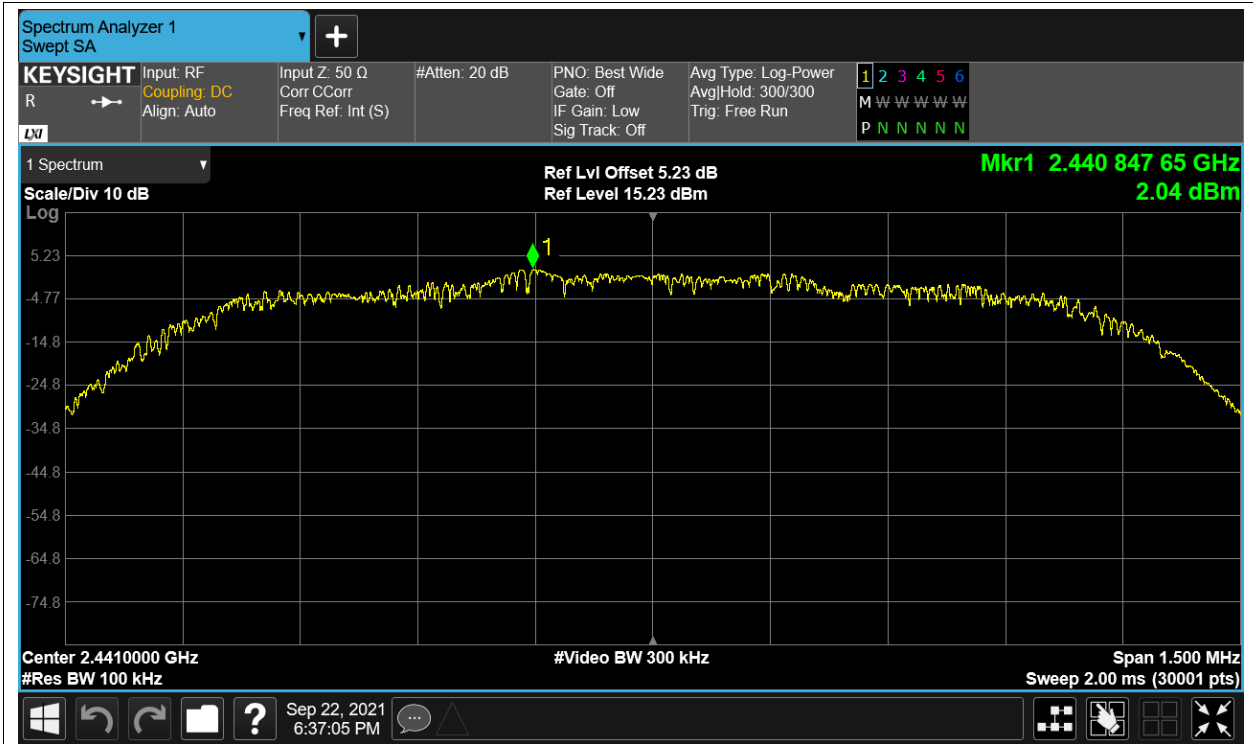 Spectrum Analyzer 1
Swept SA
KEYSIGHT
R
LXI
Input: RF
Coupling: DC
Align: Auto
Input Z: 50 Ω
Corr CCorr
Freq Ref: Int (S)
#Atten: 20 dB
PNO: Best Wide
Gate: Off
IF Gain: Low
Sig Track: Off
Avg Type: Log-Power
Avg|Hold: 300/300
Trig: Free Run
1 2 3 4 5 6
M W W W W W
P N N N N N
1 Spectrum
Scale/Div 10 dB
Log
Ref Lvl Offset 5.23 dB
Ref Level 15.23 dBm
Mkr1 2.440 847 65 GHz
2.04 dBm
1
5.23
-4.77
-14.8
-24.8
-34.8
-44.8
-54.8
-64.8
-74.8
Center 2.4410000 GHz
#Res BW 100 kHz
#Video BW 300 kHz
Span 1.500 MHz
Sweep 2.00 ms (30001 pts)
?
Sep 22, 2021
6:37:05 PM